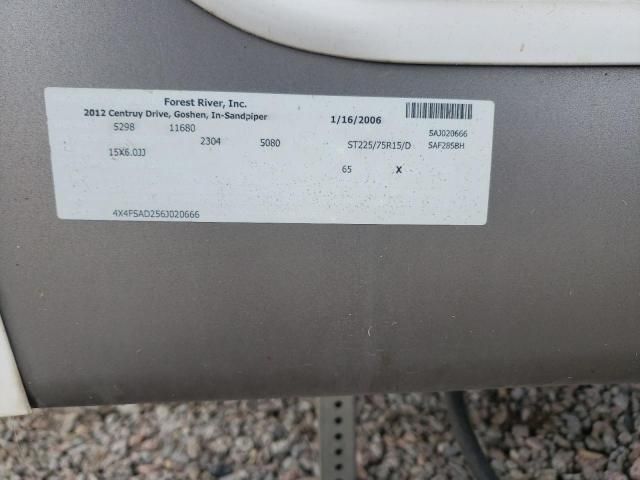 Forest River, Inc.
2012 Centruy Drive, Goshen, In-Sandpiper
1/16/2006
SAJ020666
5298 11680
2304 5080
ST225/75R15/D SAF285BH
15X6.0JJ
65 X
4X4FSAD256J020666